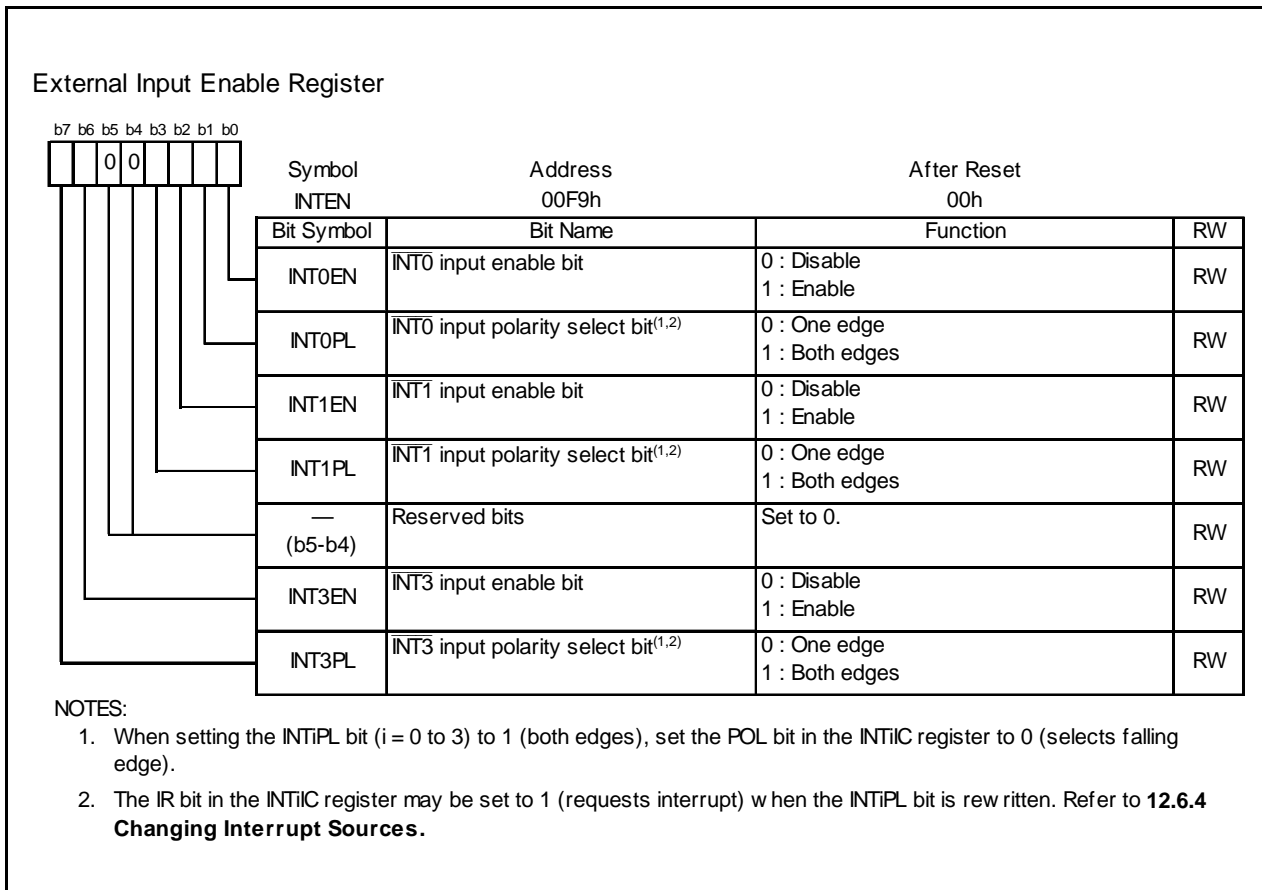 External Input Enable Register
b7 b6 b5 b4 b3 b2 b1 b0
0 0
Symbol Address After Reset
INTEN 00F9h 00h
Bit Symbol Bit Name Function RW
INT0EN INT0 input enable bit 0 : Disable
1 : Enable RW
INT0PL INT0 input polarity select bit(1,2) 0 : One edge
1 : Both edges RW
INT1EN INT1 input enable bit 0 : Disable
1 : Enable RW
INT1PL INT1 input polarity select bit(1,2) 0 : One edge
1 : Both edges RW
— Reserved bits Set to 0. RW
(b5-b4)
INT3EN INT3 input enable bit 0 : Disable
1 : Enable RW
INT3PL INT3 input polarity select bit(1,2) 0 : One edge
1 : Both edges RW
NOTES:
1. When setting the INTiPL bit (i = 0 to 3) to 1 (both edges), set the POL bit in the INTiIC register to 0 (selects falling
edge).
2. The IR bit in the INTiIC register may be set to 1 (requests interrupt) when the INTiPL bit is rewritten. Refer to 12.6.4
Changing Interrupt Sources.